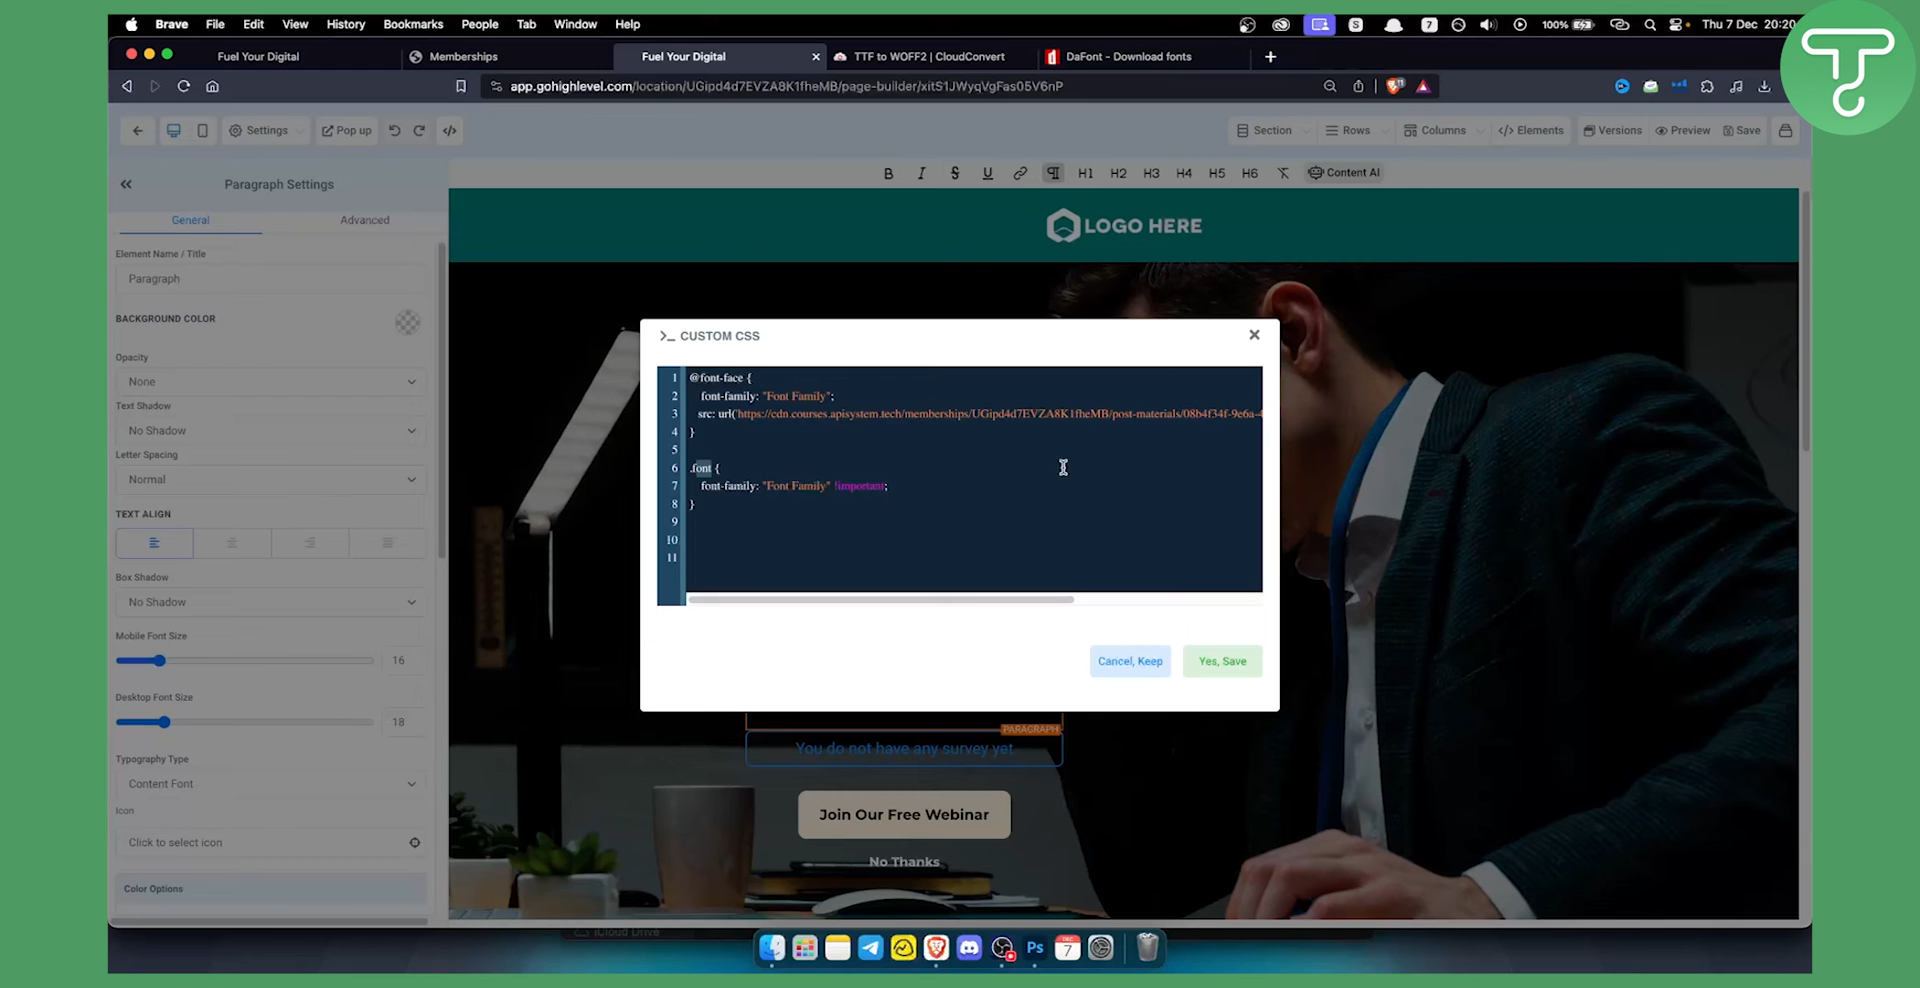 Brave File Edit View History Bookmarks People Tab Window Help
S 7 100% Thu 7 Dec 20:20
Fuel Your Digital Memberships Fuel Your Digital TTF to WOFF2 | CloudConvert DaFont - Download fonts
app.gohighlevel.com/location/UGipd4d7EVZA8K1fheMB/page-builder/xitS1JWyqVgFas05V6nP
Settings Pop up Section Rows Columns </> Elements Versions Preview Save
Paragraph Settings
B I S U H1 H2 H3 H4 H5 H6 Content AI
General Advanced
LOGO HERE
Element Name / Title
Paragraph
BACKGROUND COLOR
Opacity
None
Text Shadow
No Shadow
Letter Spacing
Normal
TEXT ALIGN
Box Shadow
No Shadow
Mobile Font Size
16
Desktop Font Size
18
Typography Type
Content Font
Icon
Click to select icon
Color Options
>_ CUSTOM CSS
1 @font-face {
2 font-family: "Font Family";
3 src: url('https://cdn.courses.apisystem.tech/memberships/UGipd4d7EVZA8K1fheMB/post-materials/08b4f34f-9e6a-4
4 }
5
6 .font {
7 font-family: "Font Family" !important;
8 }
9
10
11
Cancel, Keep Yes, Save
PARAGRAPH
You do not have any survey yet
Join Our Free Webinar
No Thanks
iCloud Drive
Ps DEC 7